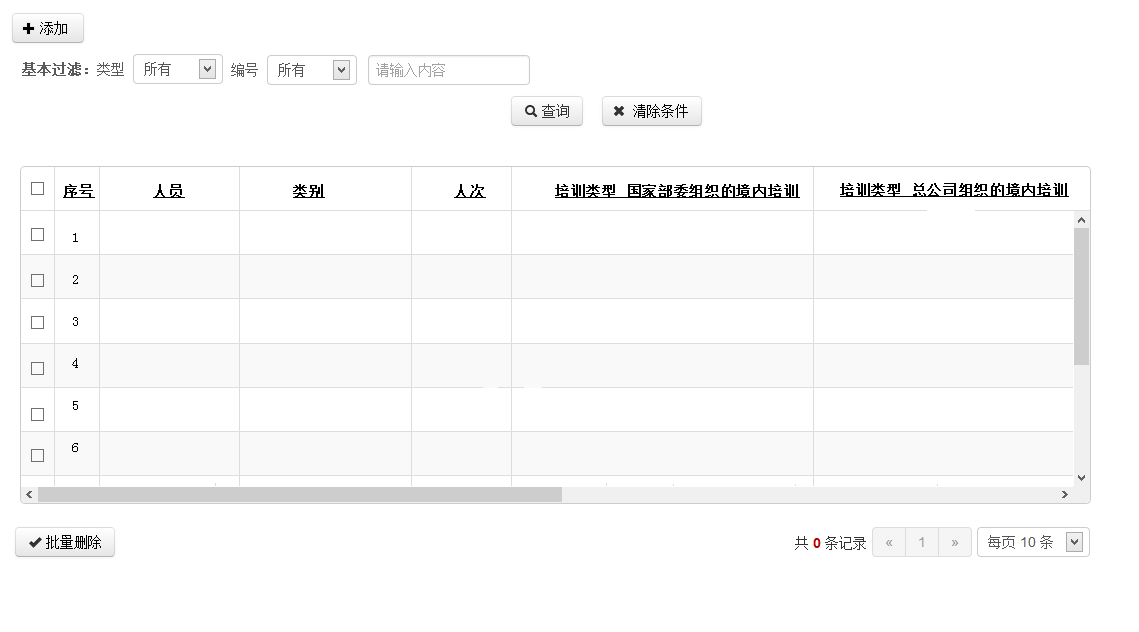 添加
基本过滤：类型 所有 编号 所有 请输入内容
查询 清除条件
序号 人员 类别 人次 培训类型_国家部委组织的境内培训 培训类型_总公司组织的境内培训
1
2
3
4
5
6
批量删除 共 0 条记录 « 1 » 每页 10 条